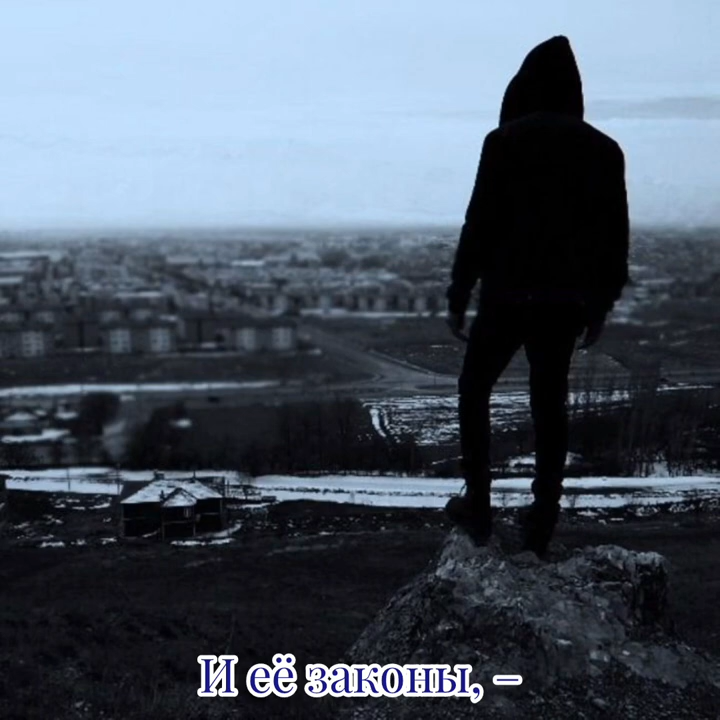 И её законы, –